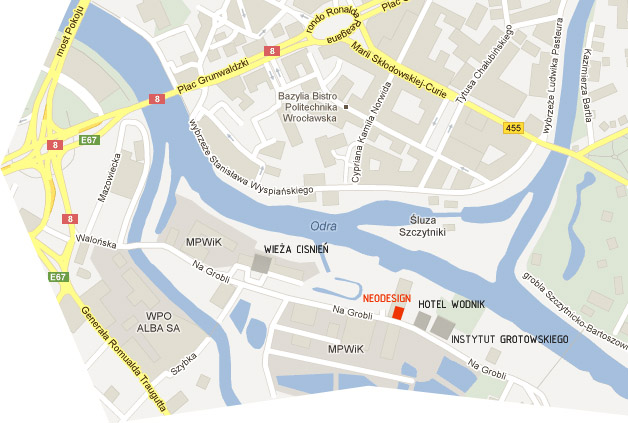 most Pokoju
rondo Ronalda
Reagana
Plac Gr
8
Plac Grunwaldzki
8
Marii Skłodowskiej-Curie
Tytusa Chałubińskiego
wybrzeże Ludwika Pasteura
Kazimierza Bartla
Bazylia Bistro
Politechnika
Wrocławska
Cypriana Kamila Norwida
455
E67
8
Mazowiecka
wybrzeże Stanisława Wyspiańskiego
8
Walońska
MPWiK
WIEŻA CISNIEŃ
Odra
Śluza
Szczytniki
E67
Na Grobli
NEODESIGN
HOTEL WODNIK
grobla Szczytnicko-Bartoszow
WPO
ALBA SA
Na Grobli
INSTYTUT GROTOWSKIEGO
MPWiK
Na Grobli
Generała Romualda Traugutta
Szybka